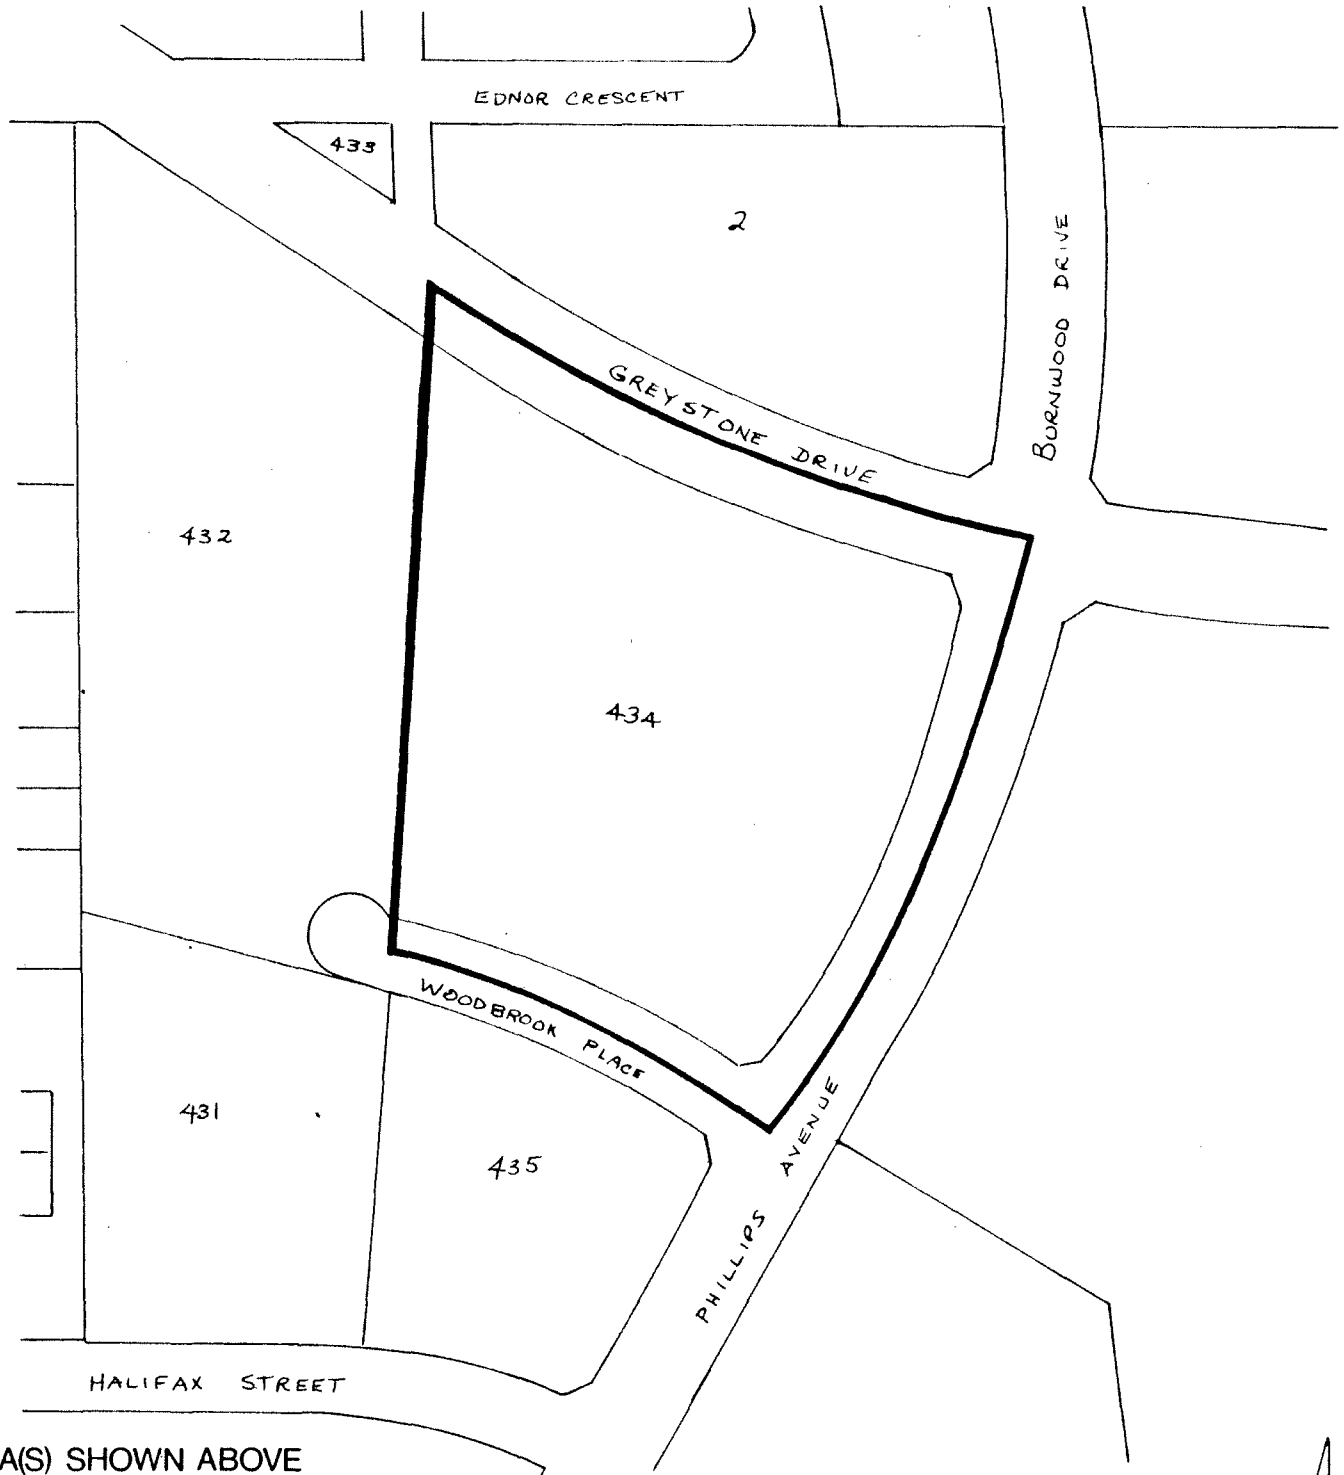 EDNOR CRESCENT
433
2
BURNWOOD DRIVE
GREYSTONE DRIVE
432
434
WOODBROOK PLACE
431
435
PHILLIPS AVENUE
HALIFAX STREET
A(S) SHOWN ABOVE